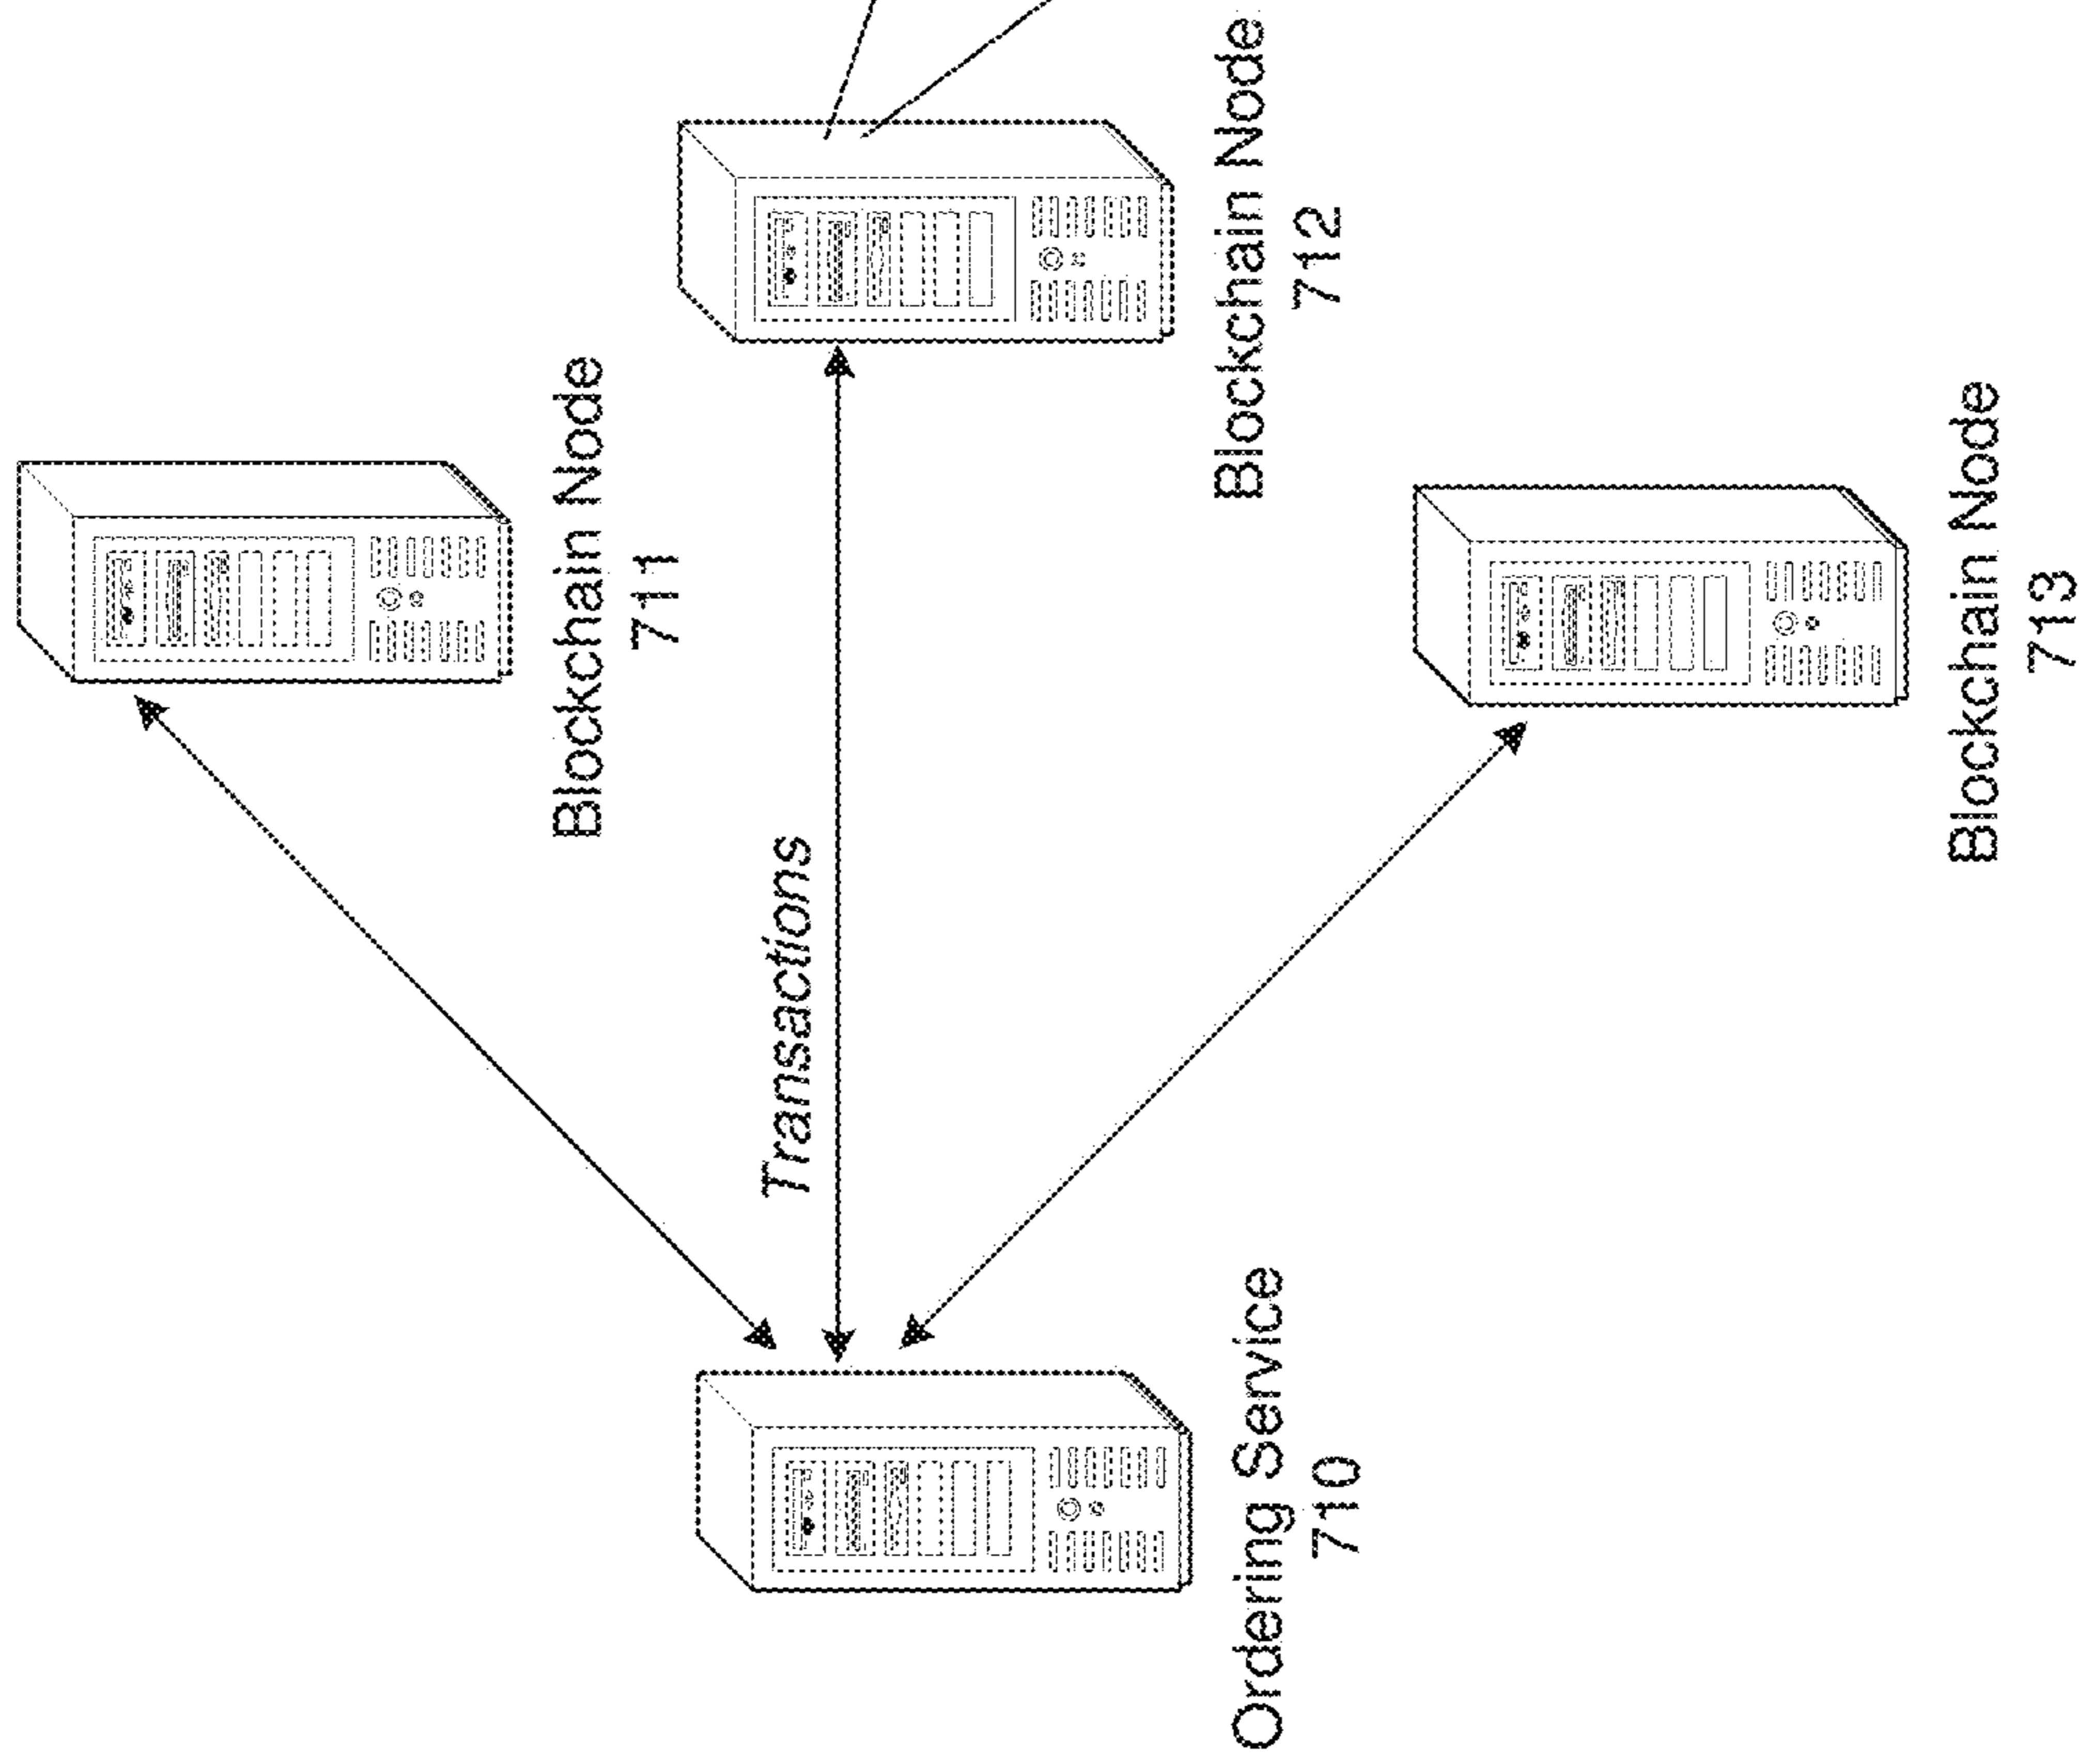 Blockchain Node
711
Transactions
Ordering Service
710
Blockchain Node
712
Blockchain Node
713